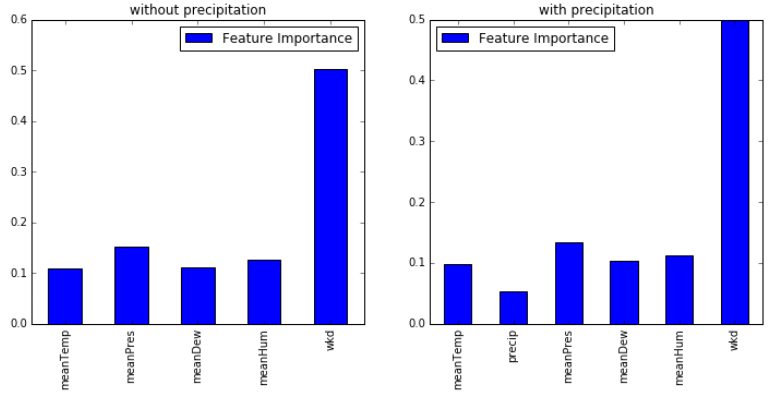 without precipitation
Feature Importance
0.6
0.5
0.4
0.3
0.2
0.1
0.0
meanTemp
meanPres
meanDew
meanHum
wkd
with precipitation
Feature Importance
0.5
0.4
0.3
0.2
0.1
0.0
meanTemp
precip
meanPres
meanDew
meanHum
wkd